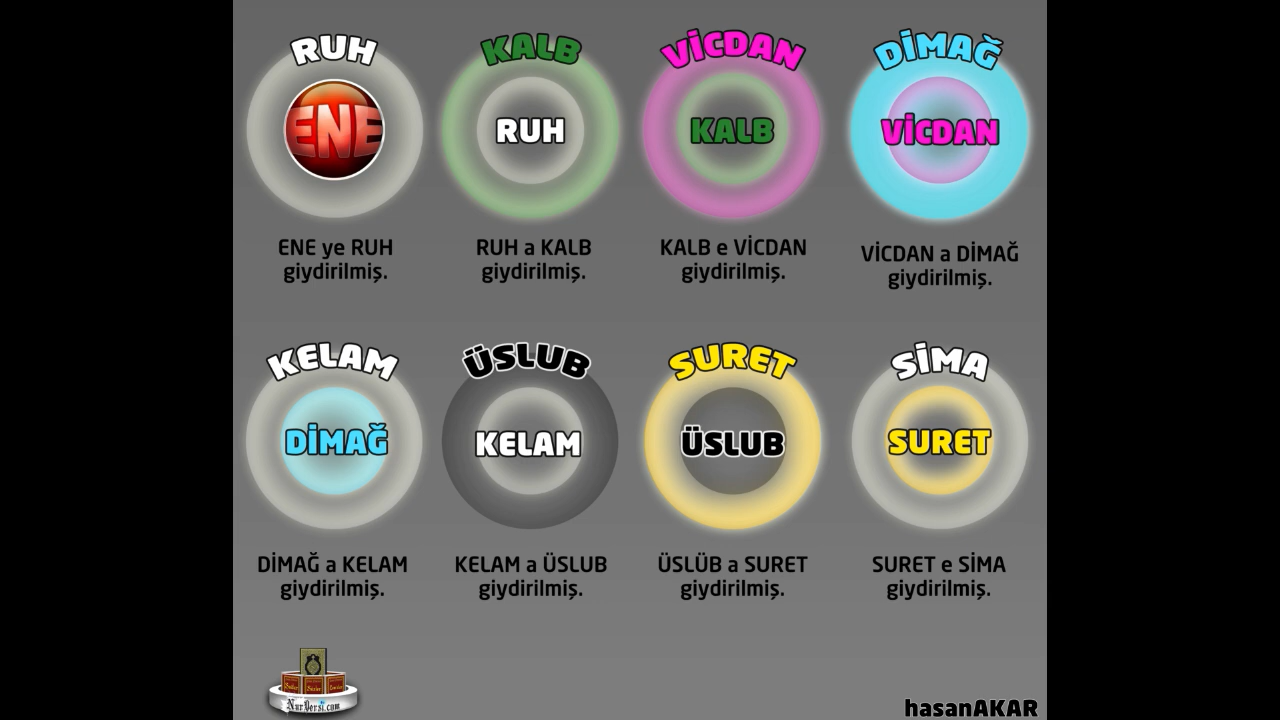 RUH
ENE
ENE ye RUH
giydirilmiş.
KALB
RUH
RUH a KALB
giydirilmiş.
VİCDAN
KALB
KALB e VİCDAN
giydirilmiş.
DİMAĞ
VİCDAN
VİCDAN a DİMAĞ
giydirilmiş.
KELAM
DİMAĞ
DİMAĞ a KELAM
giydirilmiş.
ÜSLUB
KELAM
KELAM a ÜSLUB
giydirilmiş.
SURET
ÜSLUB
ÜSLÜB a SURET
giydirilmiş.
SİMA
SURET
SURET e SİMA
giydirilmiş.
NurDersi.com
hasanAKAR